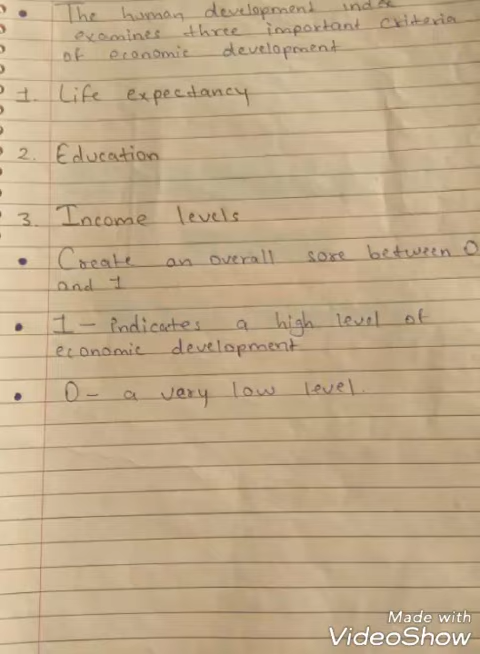 • The human development index
examines three important criteria
of economic development
1. Life expectancy
2. Education
3. Income levels
• Create an overall sore between 0
and 1
• 1 - indicates a high level of
economic development
• 0 - a very low level.
Made with
VideoShow